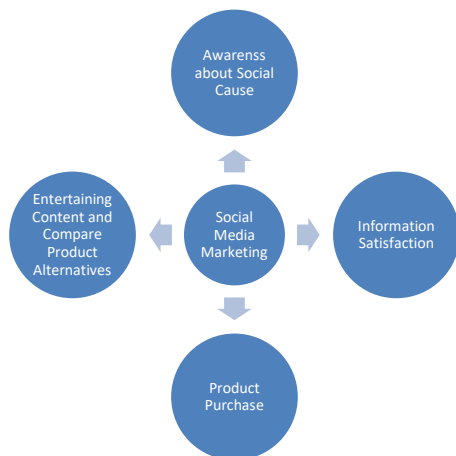 Awarenss
about Social
Cause
Entertaining
Content and
Compare
Product
Alternatives
Social
Media
Marketing
Information
Satisfaction
Product
Purchase